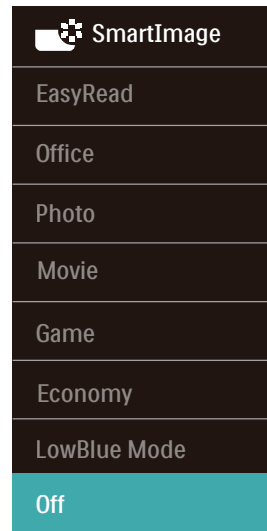 SmartImage
EasyRead
Office
Photo
Movie
Game
Economy
LowBlue Mode
Off